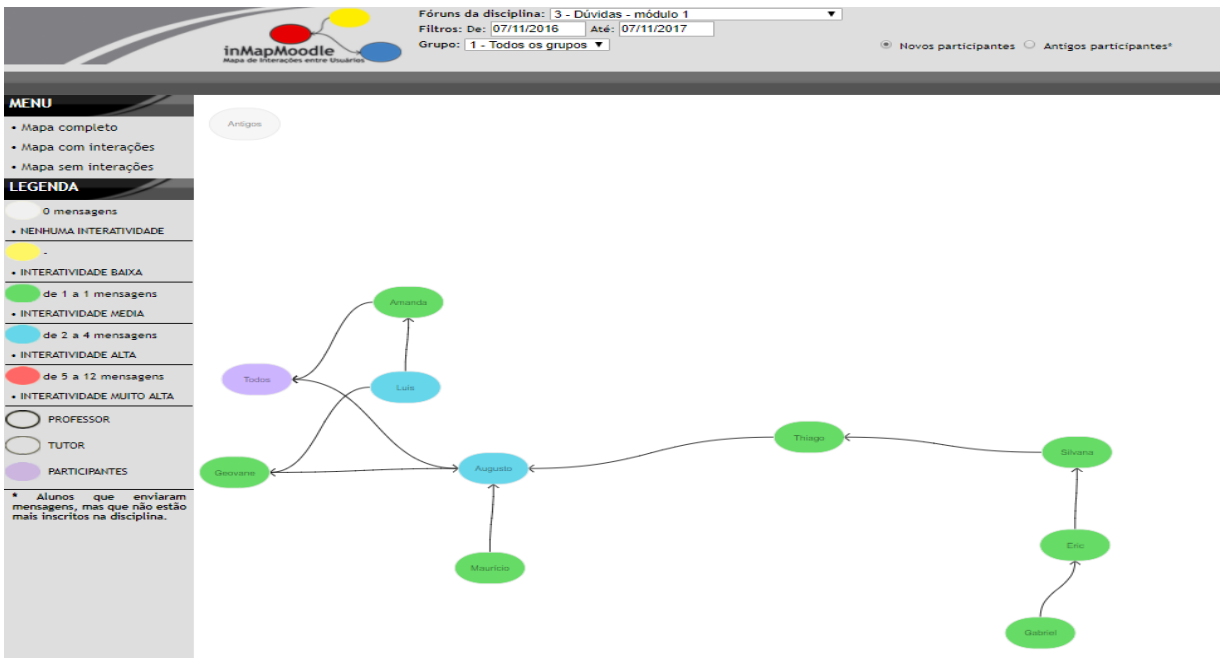 Fóruns da disciplina: 3 - Dúvidas - módulo 1
Filtros: De: 07/11/2016 Até: 07/11/2017
Grupo: 1 - Todos os grupos
Novos participantes Antigos participantes*
inMapMoodle
Mapa de Interações entre Usuários
MENU
• Mapa completo
• Mapa com interações
• Mapa sem interações
LEGENDA
0 mensagens
• NENHUMA INTERATIVIDADE
-
• INTERATIVIDADE BAIXA
de 1 a 1 mensagens
• INTERATIVIDADE MEDIA
de 2 a 4 mensagens
• INTERATIVIDADE ALTA
de 5 a 12 mensagens
• INTERATIVIDADE MUITO ALTA
PROFESSOR
TUTOR
PARTICIPANTES
* Alunos que enviaram
mensagens, mas que não estão
mais inscritos na disciplina.
Antigos
Amanda
Todos
Luis
Thiago
Silvana
Geovane
Augusto
Eric
Mauricio
Gabriel